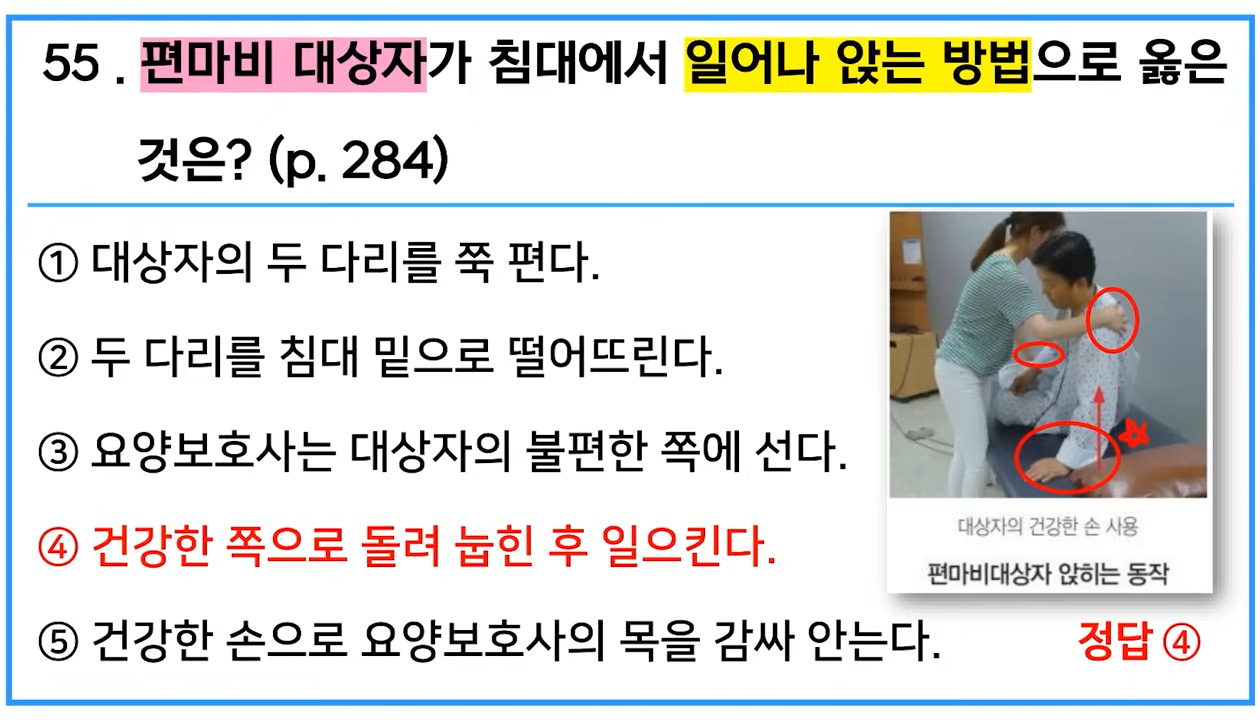 55 . 편마비 대상자가 침대에서 일어나 앉는 방법으로 옳은
것은? (p. 284)
① 대상자의 두 다리를 쭉 편다.
② 두 다리를 침대 밑으로 떨어뜨린다.
③ 요양보호사는 대상자의 불편한 쪽에 선다.
④ 건강한 쪽으로 돌려 눕힌 후 일으킨다.
⑤ 건강한 손으로 요양보호사의 목을 감싸 안는다.
대상자의 건강한 손 사용
편마비대상자 앉히는 동작
정답 ④